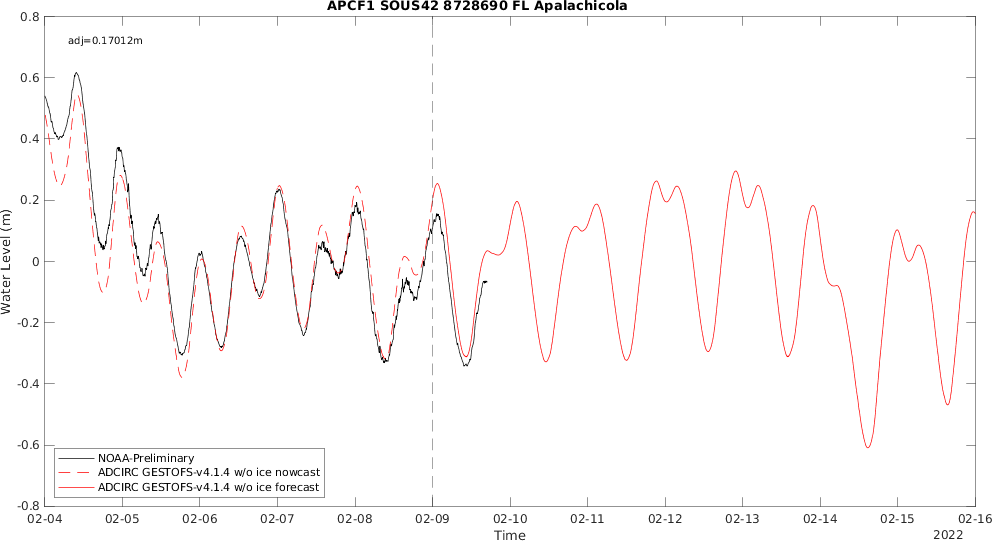 APCF1 SOUS42 8728690 FL Apalachicola
adj=0.17012m
0.8
0.6
0.4
0.2
0
-0.2
-0.4
-0.6
-0.8
Water Level (m)
NOAA-Preliminary
ADCIRC GESTOFS-v4.1.4 w/o ice nowcast
ADCIRC GESTOFS-v4.1.4 w/o ice forecast
02-04 02-05 02-06 02-07 02-08 02-09 02-10 02-11 02-12 02-13 02-14 02-15 02-16
Time
2022